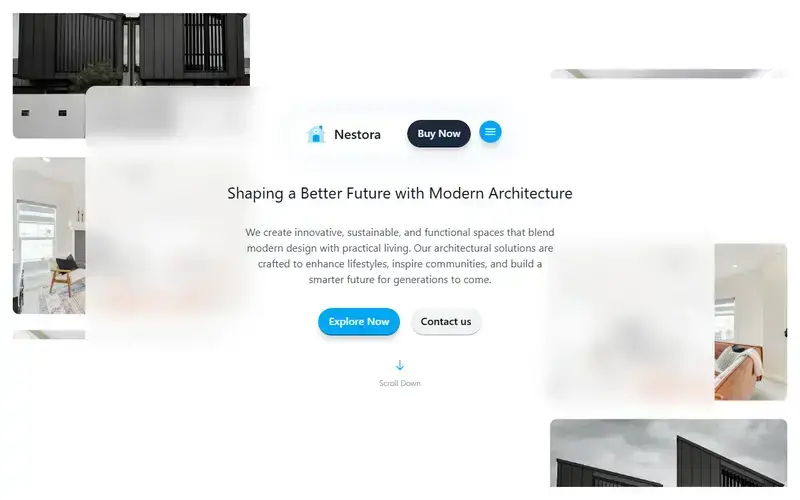 Nestora
Buy Now
Shaping a Better Future with Modern Architecture
We create innovative, sustainable, and functional spaces that blend
modern design with practical living. Our architectural solutions are
crafted to enhance lifestyles, inspire communities, and build a
smarter future for generations to come.
Explore Now
Contact us
Scroll Down